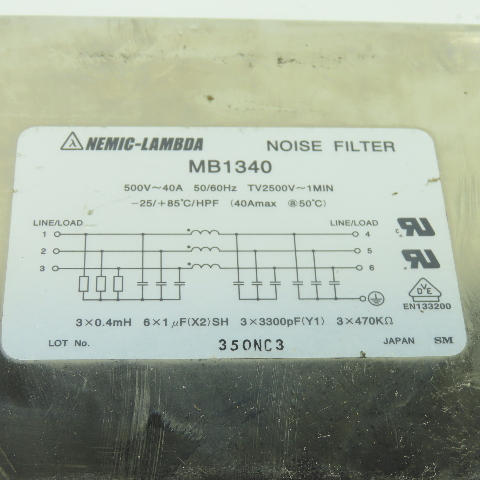 NEMIC-LAMBDA NOISE FILTER
MB1340
500V~40A 50/60Hz TV2500V~1MIN
-25/+85°C/HPF (40Amax @50°C)
LINE/LOAD LINE/LOAD
1 4
2 5
3 6
VDE
EN133200
3×0.4mH 6×1μF(X2)SH 3×3300pF(Y1) 3×470KΩ
LOT No. 350NC3 JAPAN SM